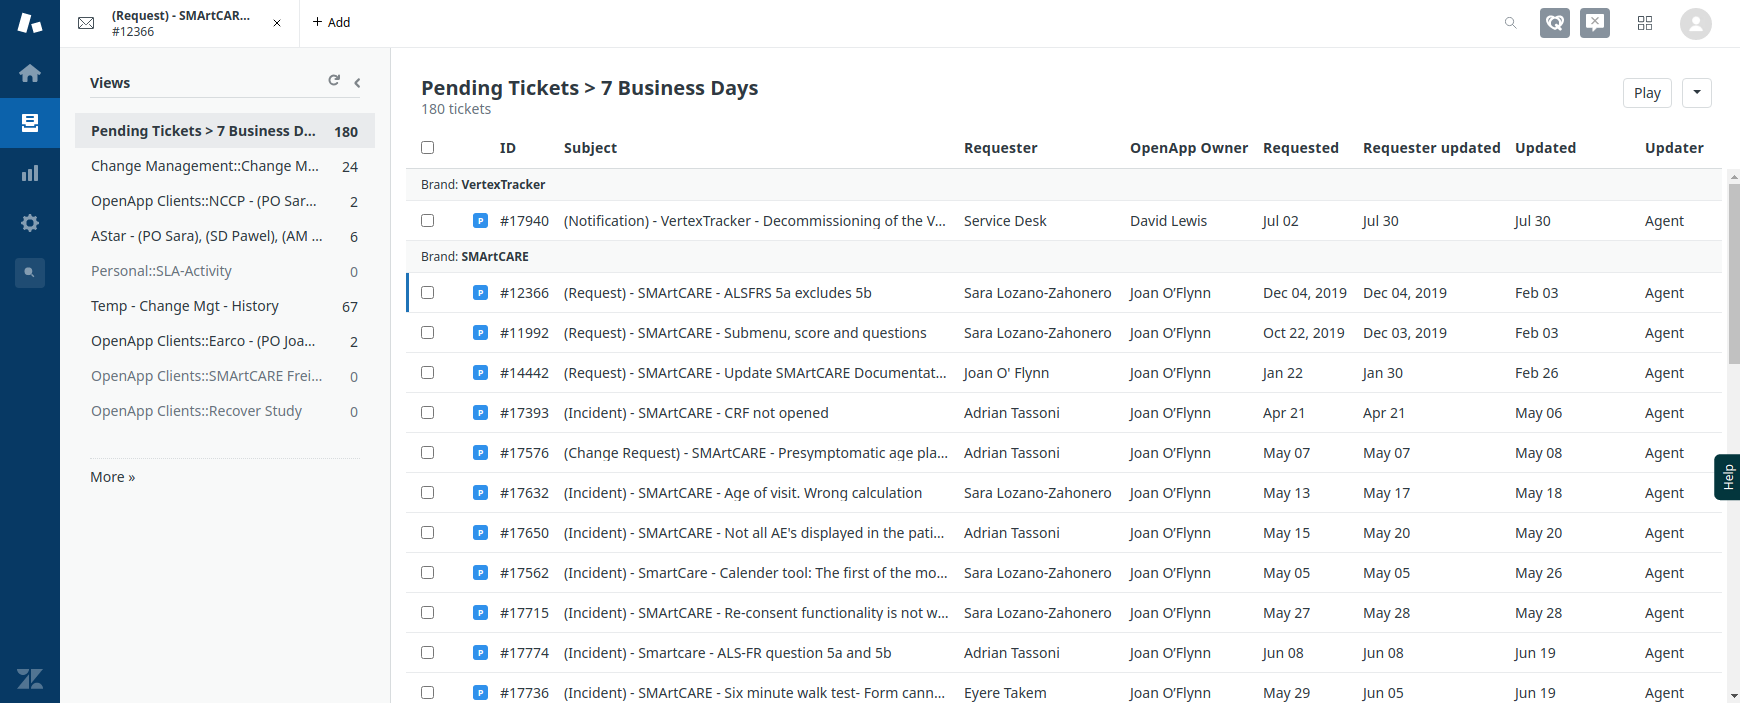 (Request) - SMArtCAR...
#12366
+ Add
Views
Pending Tickets > 7 Business D... 180
Change Management::Change M... 24
OpenApp Clients::NCCP - (PO Sar... 2
AStar - (PO Sara), (SD Pawel), (AM ... 6
Personal::SLA-Activity 0
Temp - Change Mgt - History 67
OpenApp Clients::Earco - (PO Joa... 2
OpenApp Clients::SMArtCARE Frei... 0
OpenApp Clients::Recover Study 0
More »
Pending Tickets > 7 Business Days
180 tickets
Play
ID Subject Requester OpenApp Owner Requested Requester updated Updated Updater
Brand: VertexTracker
P #17940 (Notification) - VertexTracker - Decommissioning of the V... Service Desk David Lewis Jul 02 Jul 30 Jul 30 Agent
Brand: SMArtCARE
P #12366 (Request) - SMArtCARE - ALSFRS 5a excludes 5b Sara Lozano-Zahonero Joan O'Flynn Dec 04, 2019 Dec 04, 2019 Feb 03 Agent
P #11992 (Request) - SMArtCARE - Submenu, score and questions Sara Lozano-Zahonero Joan O'Flynn Oct 22, 2019 Dec 03, 2019 Feb 03 Agent
P #14442 (Request) - SMArtCARE - Update SMArtCARE Documentat... Joan O' Flynn Joan O'Flynn Jan 22 Jan 30 Feb 26 Agent
P #17393 (Incident) - SMArtCARE - CRF not opened Adrian Tassoni Joan O'Flynn Apr 21 Apr 21 May 06 Agent
P #17576 (Change Request) - SMArtCARE - Presymptomatic age pla... Adrian Tassoni Joan O'Flynn May 07 May 07 May 08 Agent
P #17632 (Incident) - SMArtCARE - Age of visit. Wrong calculation Sara Lozano-Zahonero Joan O'Flynn May 13 May 17 May 18 Agent
P #17650 (Incident) - SMArtCARE - Not all AE's displayed in the pati... Adrian Tassoni Joan O'Flynn May 15 May 20 May 20 Agent
P #17562 (Incident) - SmartCare - Calender tool: The first of the mo... Sara Lozano-Zahonero Joan O'Flynn May 05 May 05 May 26 Agent
P #17715 (Incident) - SMArtCARE - Re-consent functionality is not w... Sara Lozano-Zahonero Joan O'Flynn May 27 May 28 May 28 Agent
P #17774 (Incident) - Smartcare - ALS-FR question 5a and 5b Adrian Tassoni Joan O'Flynn Jun 08 Jun 08 Jun 19 Agent
P #17736 (Incident) - SMArtCARE - Six minute walk test- Form cann... Eyere Takem Joan O'Flynn May 29 Jun 05 Jun 19 Agent
Help